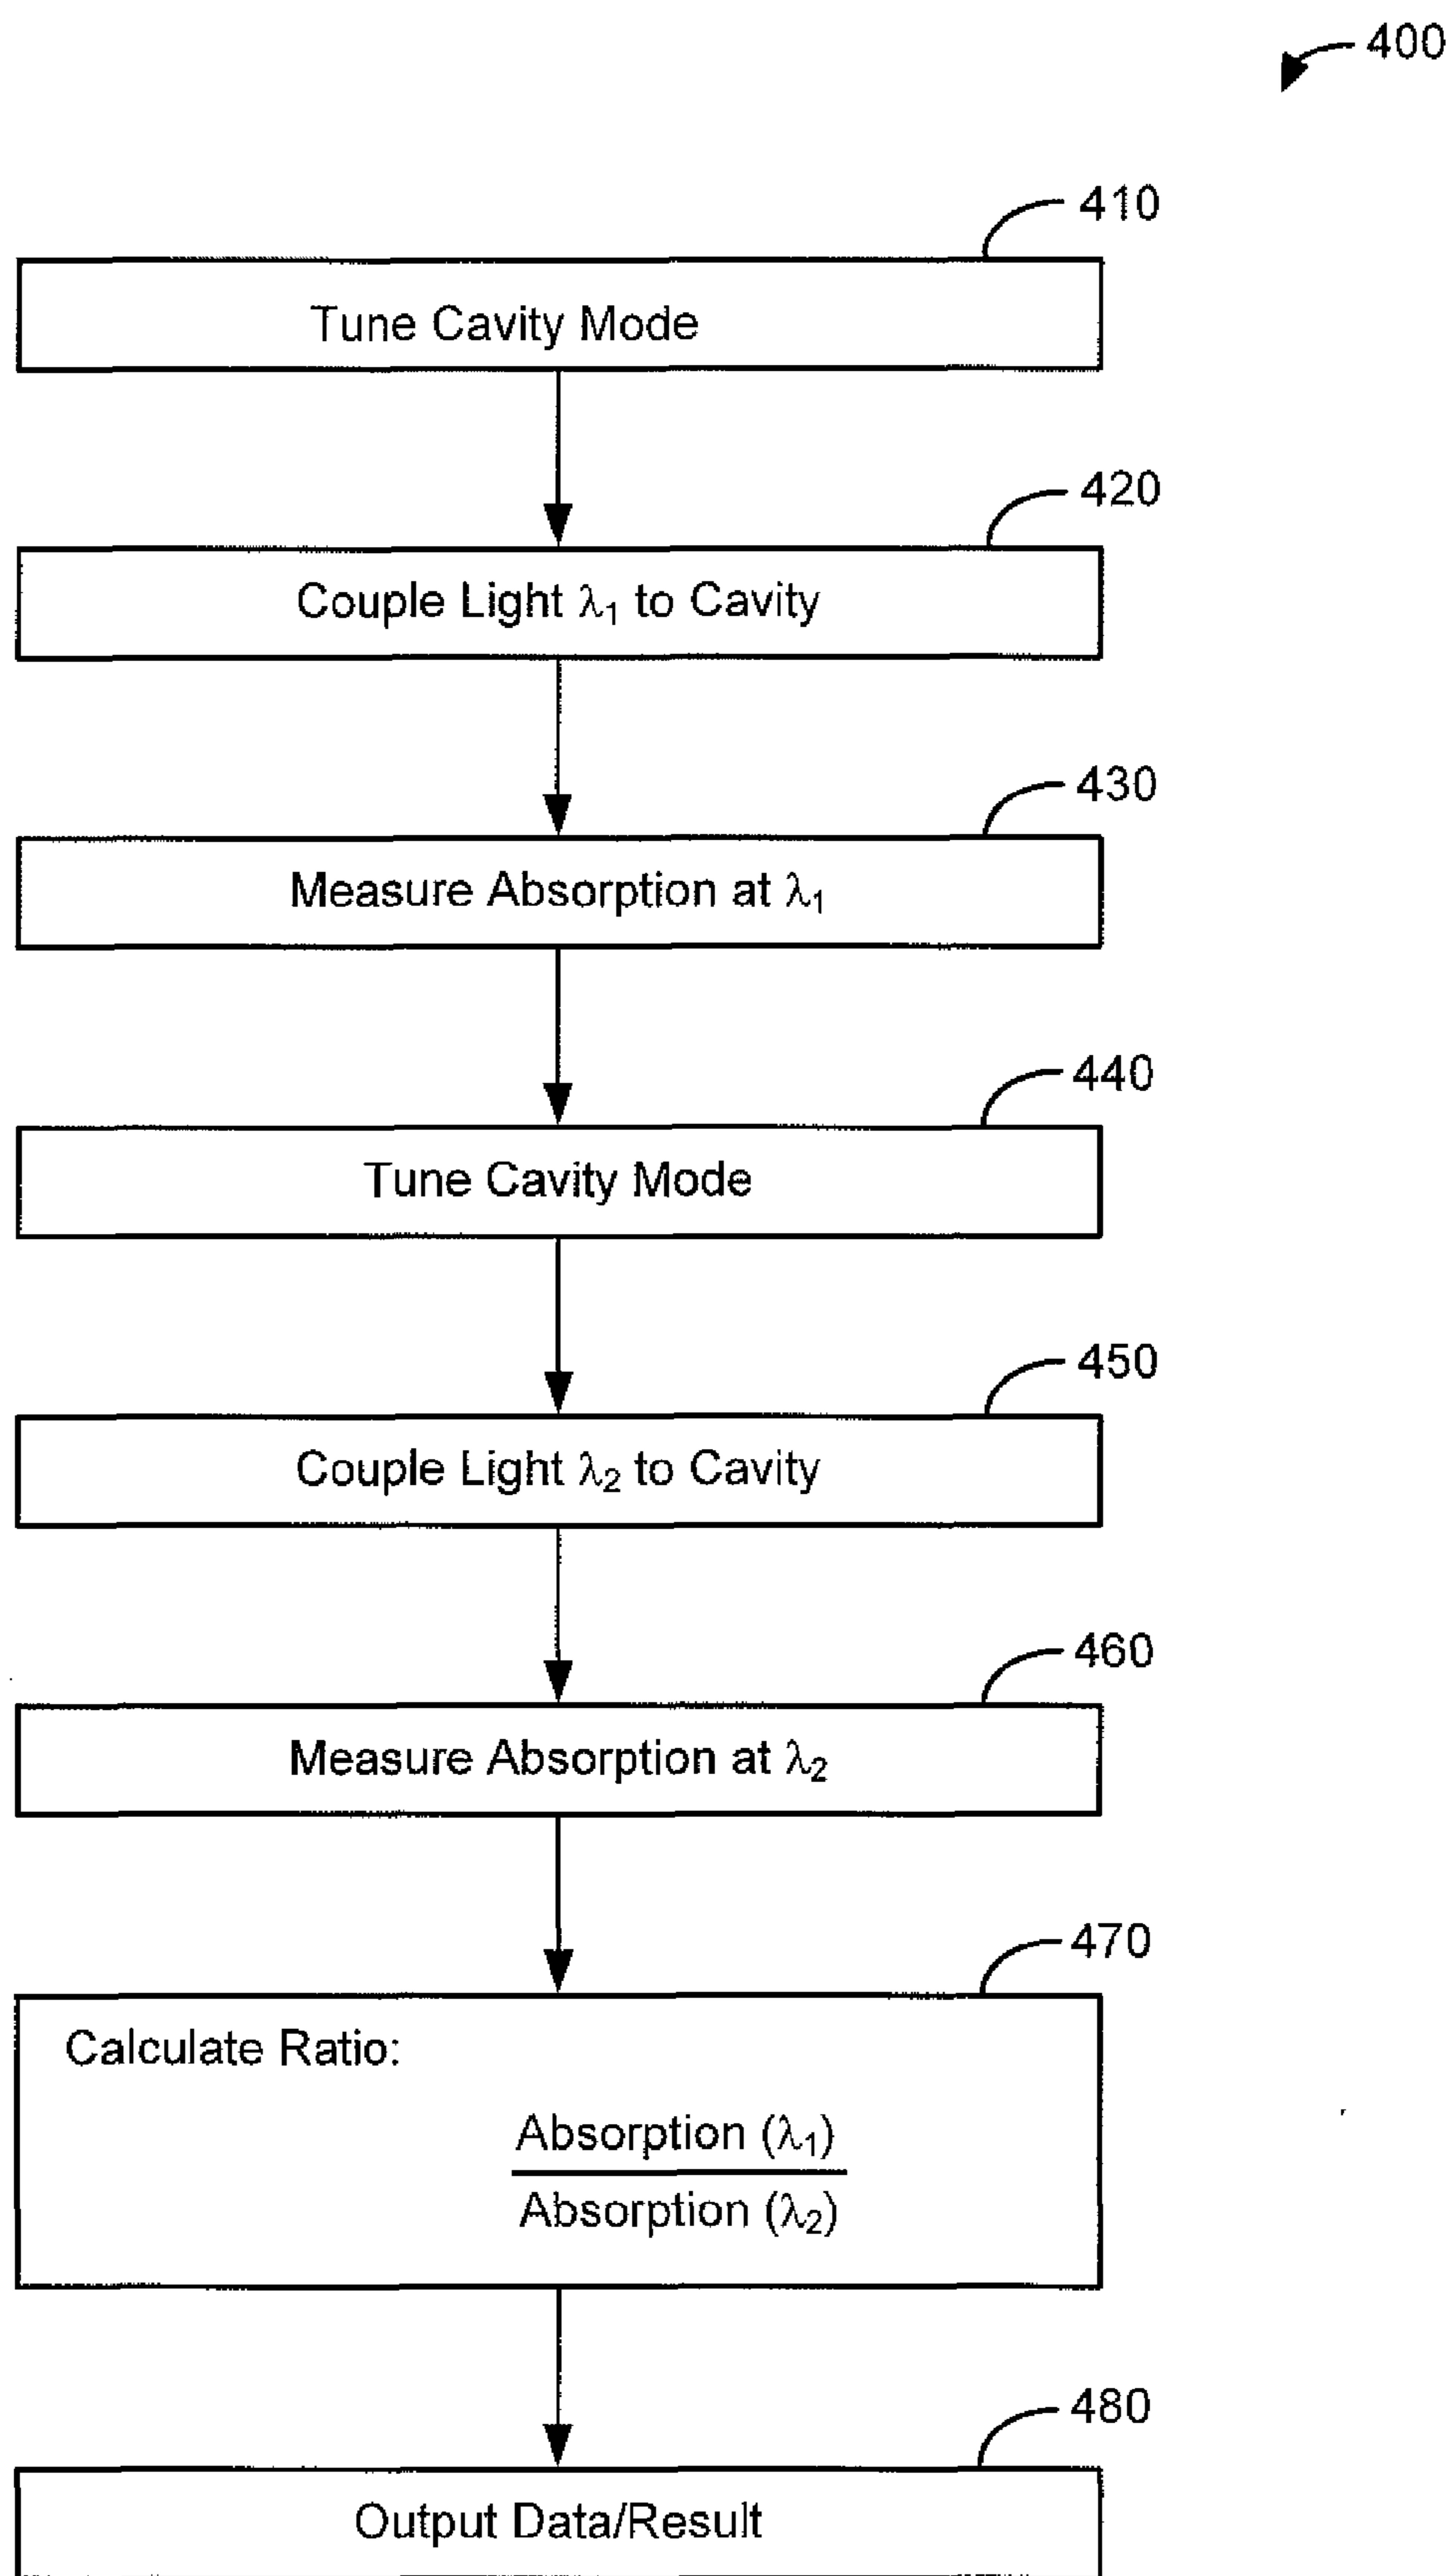 400
410
Tune Cavity Mode
420
Couple Light λ₁ to Cavity
430
Measure Absorption at λ₁
440
Tune Cavity Mode
450
Couple Light λ₂ to Cavity
460
Measure Absorption at λ₂
470
Calculate Ratio:
Absorption (λ₁)
Absorption (λ₂)
480
Output Data/Result